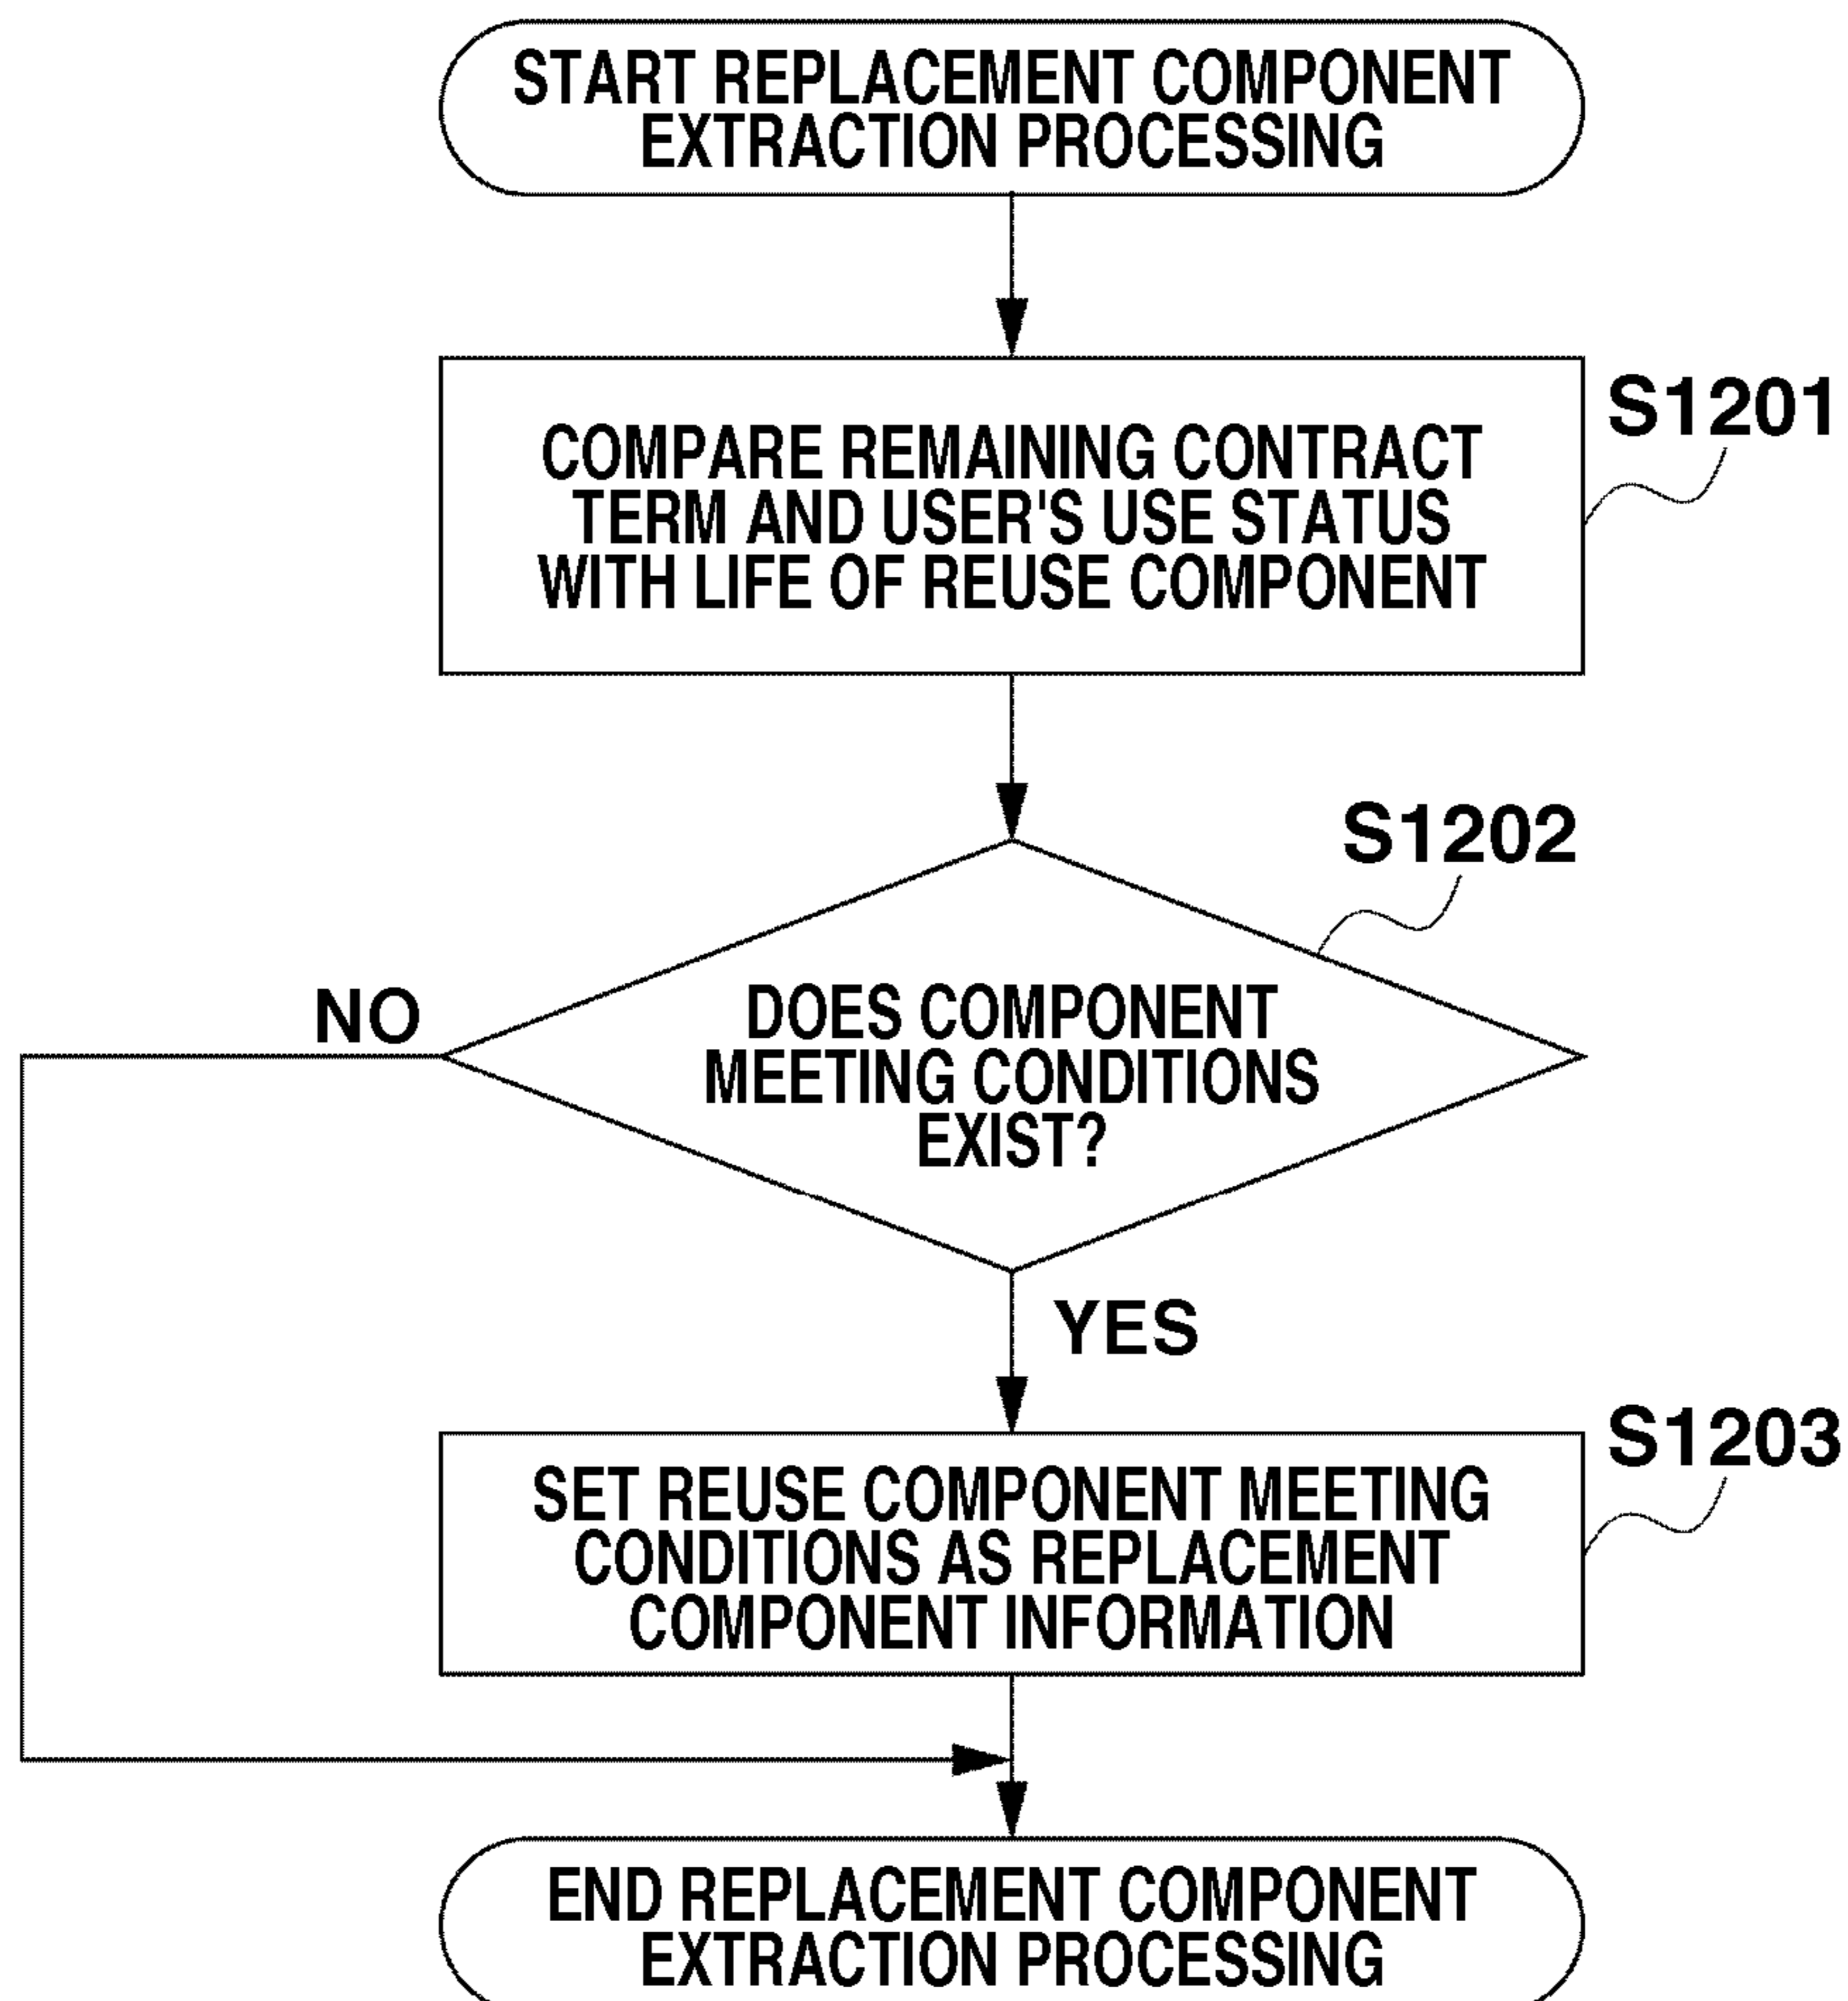 START REPLACEMENT COMPONENT
EXTRACTION PROCESSING
S1201
COMPARE REMAINING CONTRACT
TERM AND USER'S USE STATUS
WITH LIFE OF REUSE COMPONENT
S1202
NO
DOES COMPONENT
MEETING CONDITIONS
EXIST?
YES
S1203
SET REUSE COMPONENT MEETING
CONDITIONS AS REPLACEMENT
COMPONENT INFORMATION
END REPLACEMENT COMPONENT
EXTRACTION PROCESSING